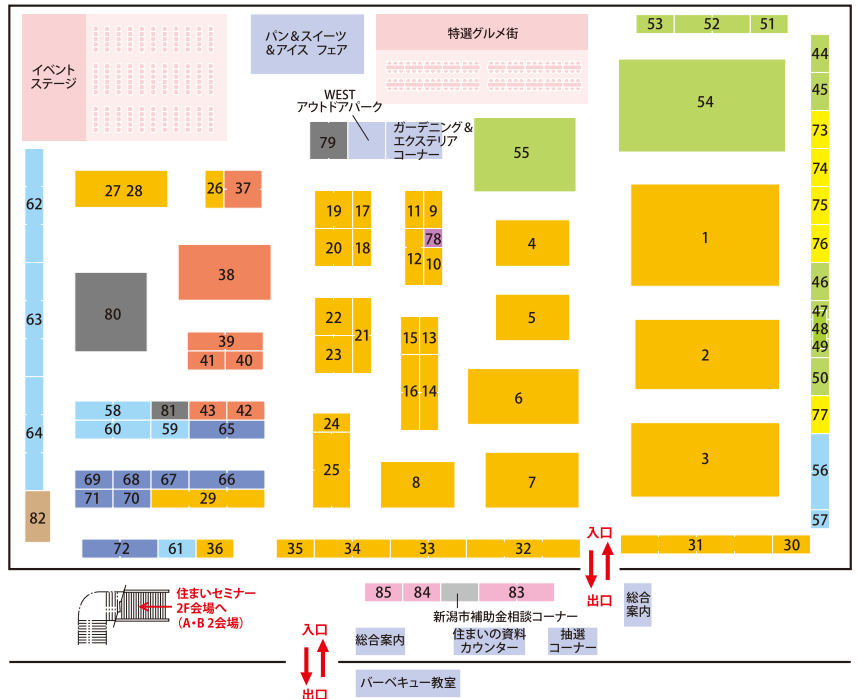 イベント
ステージ
パン＆スイーツ
＆アイス フェア
特選グルメ街
WEST
アウトドアパーク
ガーデニング＆
エクステリア
コーナー
53 52 51
44
45
73
74
75
76
46
47
48
49
50
77
56
57
54
55
79
62
63
64
82
27 28
26 37
38
80
39
41 40
58 81 43 42
60 59 65
69 68 67 66
71 70 29
72 61 36
19 17
20 18
11 9
78
12 10
22
23
21
15 13
16 14
24
25
4
5
6
7
8
1
2
3
35 34 33 32
31 30
入口
出口
85 84 83
新潟市補助金相談コーナー
総合
案内
住まいセミナー
2F会場へ
（A・B 2会場）
入口
出口
総合案内
住まいの資料
カウンター
抽選
コーナー
バーベキュー教室